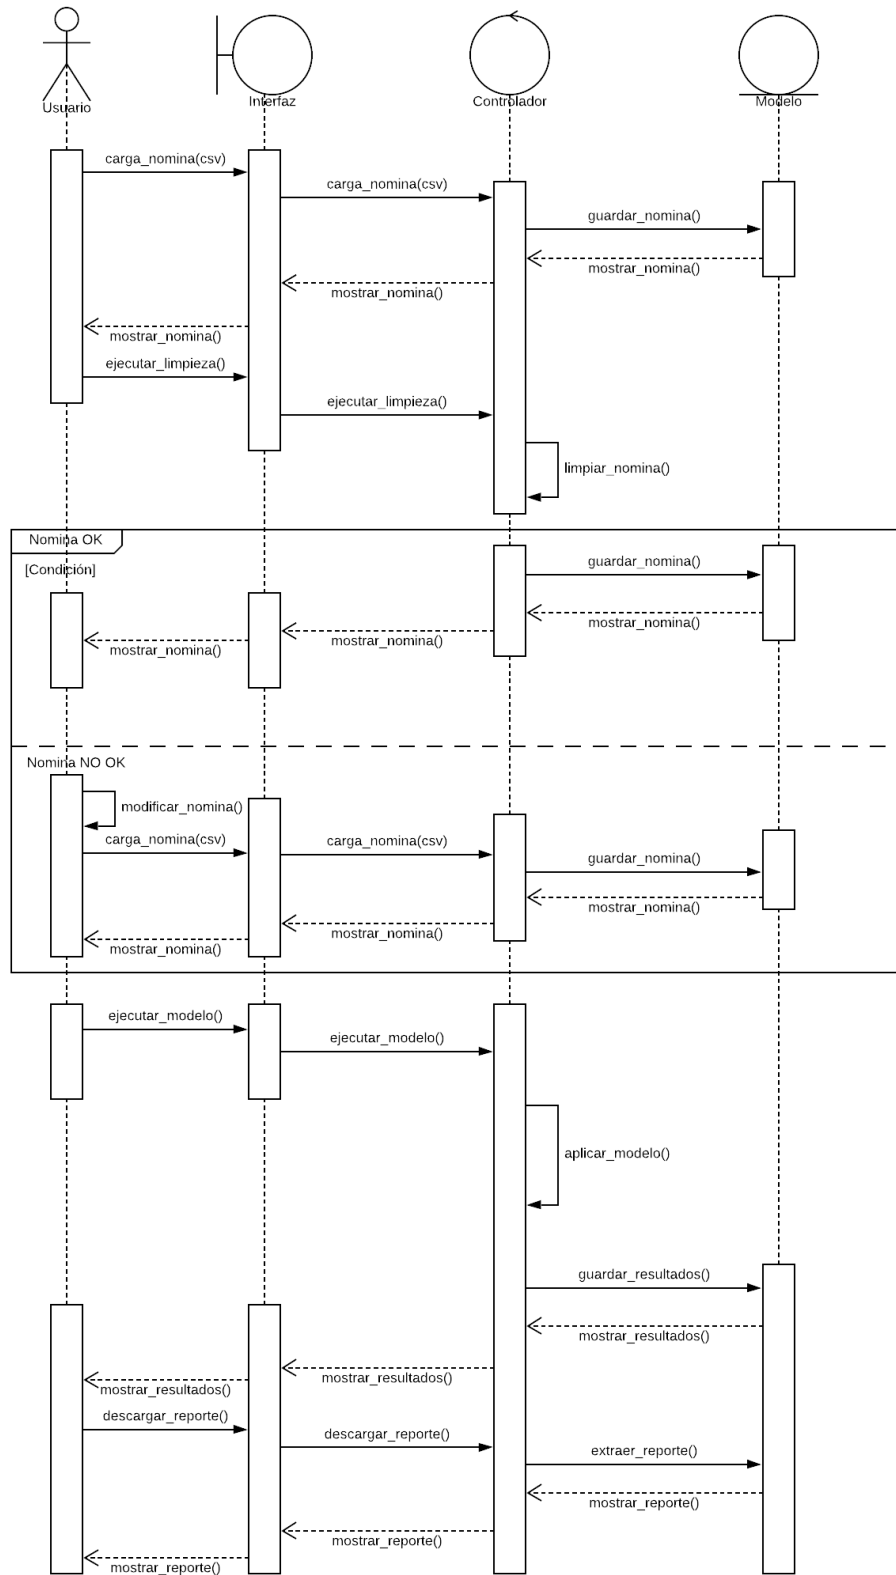 Usuario
Interfaz
Controlador
Modelo
carga_nomina(csv)
carga_nomina(csv)
guardar_nomina()
mostrar_nomina()
mostrar_nomina()
mostrar_nomina()
ejecutar_limpieza()
ejecutar_limpieza()
limpiar_nomina()
Nomina OK
[Condición]
guardar_nomina()
mostrar_nomina()
mostrar_nomina()
mostrar_nomina()
Nomina NO OK
modificar_nomina()
carga_nomina(csv)
carga_nomina(csv)
guardar_nomina()
mostrar_nomina()
mostrar_nomina()
mostrar_nomina()
ejecutar_modelo()
ejecutar_modelo()
aplicar_modelo()
guardar_resultados()
mostrar_resultados()
mostrar_resultados()
mostrar_resultados()
descargar_reporte()
descargar_reporte()
extraer_reporte()
mostrar_reporte()
mostrar_reporte()
mostrar_reporte()